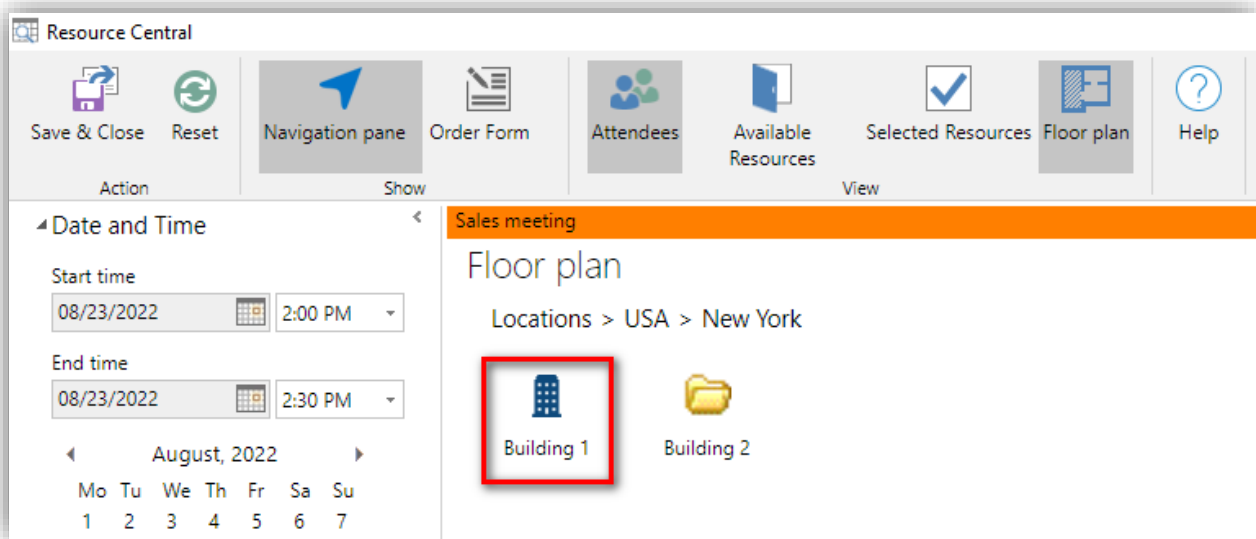 Resource Central
Save & Close
Reset
Navigation pane
Order Form
Attendees
Available
Resources
Selected Resources
Floor plan
Help
Action
Show
View
Date and Time
Start time
08/23/2022
2:00 PM
End time
08/23/2022
2:30 PM
August, 2022
Mo Tu We Th Fr Sa Su
1 2 3 4 5 6 7
Sales meeting
Floor plan
Locations > USA > New York
Building 1
Building 2